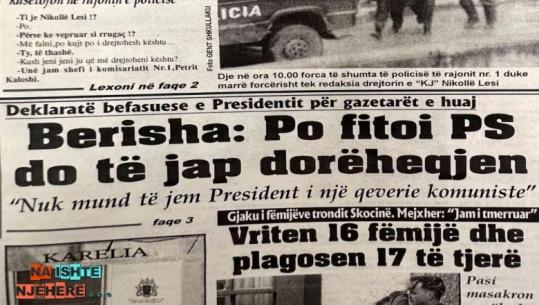 -Ti je Nikollë Lesi !?
-Po,
-Përse ke vepruar si rrugaç !?
-Më falni,po kujt po i drejtohesh kështu...
-Ty, të thashë.
-Kush jeni jeni ju që më drejtoheni kështu?
-Unë jam shefi i komisariatit Nr.1,Petrit
Kaloshi.
Lexoni në faqe 2
Foto GENT SHKULLAKU
ICIA
Dje në ora 10.00 forca të shumta të policisë të rajonit nr. 1 duke
marrë forcërisht tek redaksia drejtorin e "KJ" Nikollë Lesi
Deklaratë befasuese e Presidentit për gazetarët e huaj
Berisha: Po fitoi PS
do të jap dorëheqjen
"Nuk mund të jem President i një qeverie komuniste"
faqe 3
Gjaku i fëmijëve trondit Skocinë. Mejxher: "Jam i tmerruar"
Vriten 16 fëmijë dhe
plagosen 17 të tjerë
Pasi
masakron
KARELIA
NA ISHTE
NJEHERE...